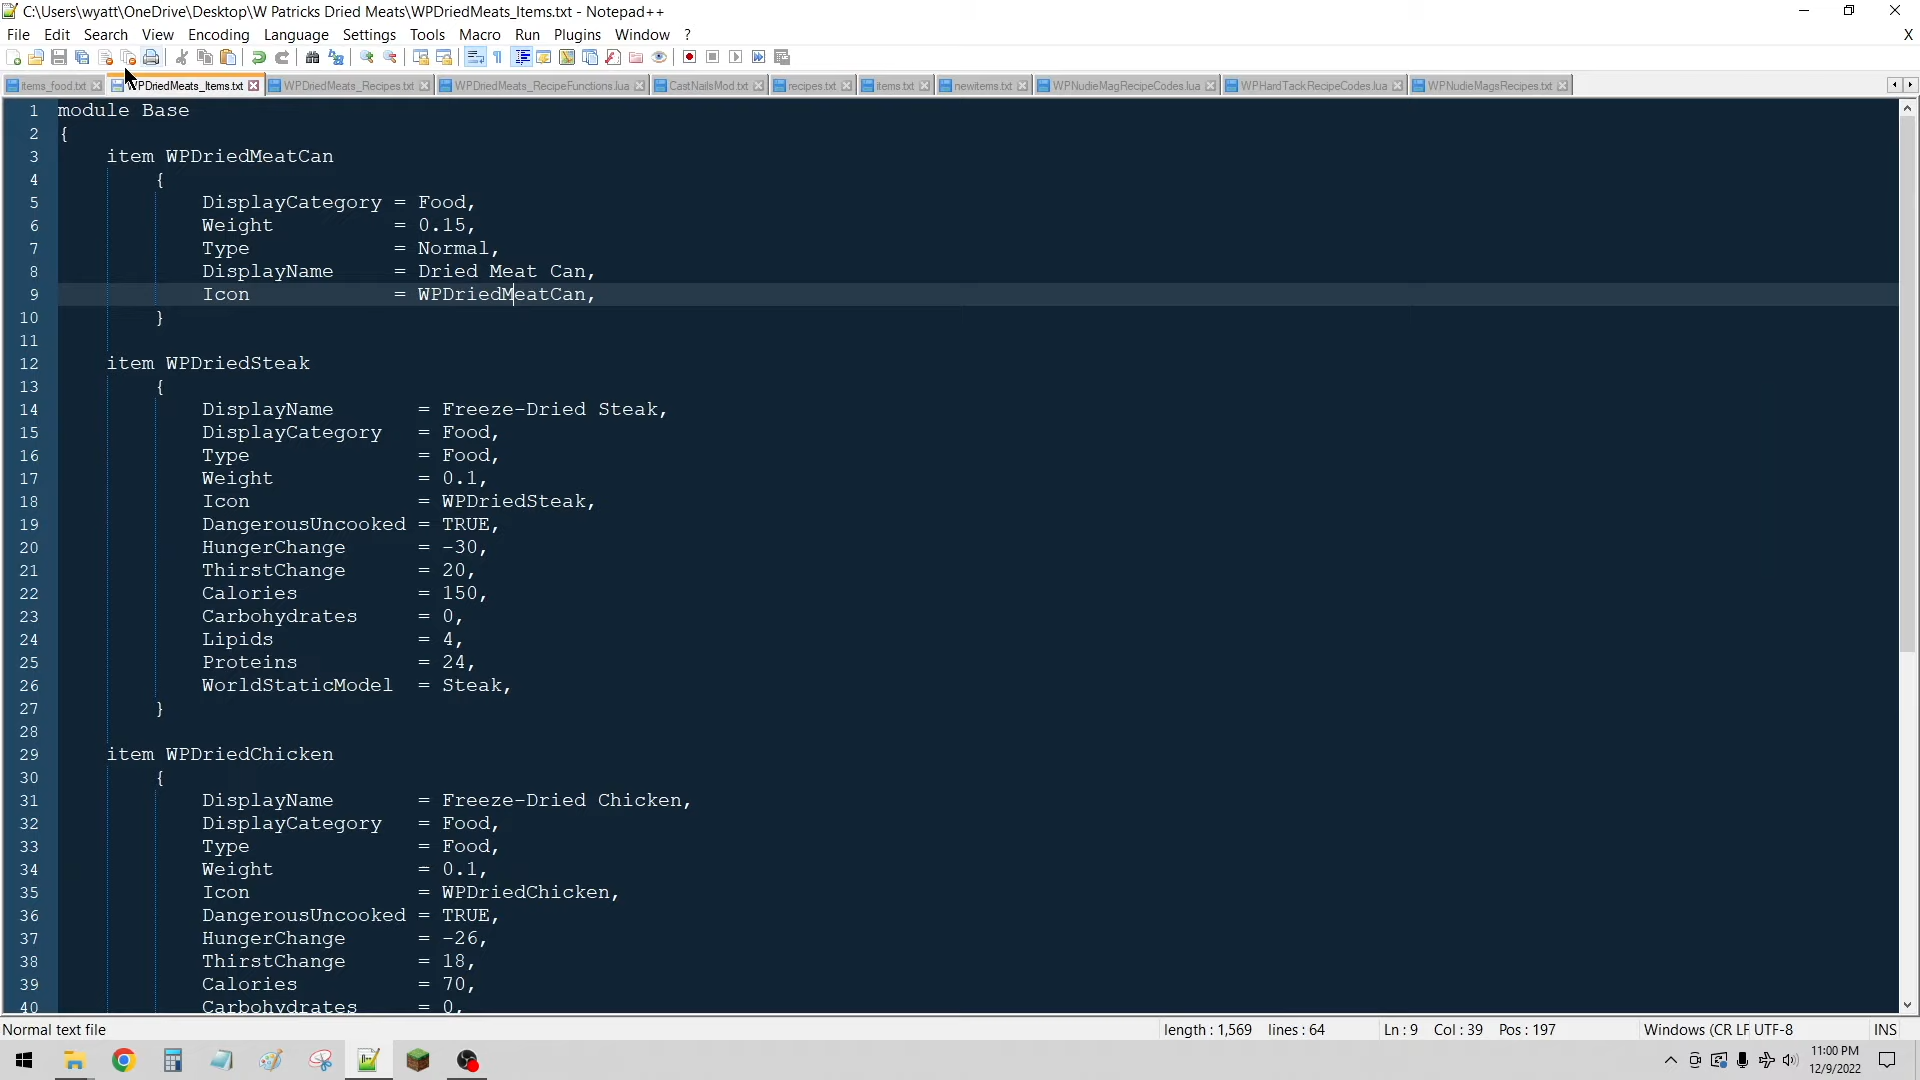 C:\Users\wyatt\OneDrive\Desktop\W Patricks Dried Meats\WPDriedMeats_Items.txt - Notepad++
File Edit Search View Encoding Language Settings Tools Macro Run Plugins Window ? X
items_food.txt WPDriedMeats_Items.txt WPDriedMeats_Recipes.txt WPDriedMeats_RecipeFunctions.lua CastNailsMod.txt recipes.txt items.txt newitems.txt WPNudieMagRecipeCodes.lua WPHardTackRecipeCodes.lua WPNudieMagsRecipes.txt
1 module Base
2 {
3 item WPDriedMeatCan
4 {
5 DisplayCategory = Food,
6 Weight = 0.15,
7 Type = Normal,
8 DisplayName = Dried Meat Can,
9 Icon = WPDriedMeatCan,
10 }
11
12 item WPDriedSteak
13 {
14 DisplayName = Freeze-Dried Steak,
15 DisplayCategory = Food,
16 Type = Food,
17 Weight = 0.1,
18 Icon = WPDriedSteak,
19 DangerousUncooked = TRUE,
20 HungerChange = -30,
21 ThirstChange = 20,
22 Calories = 150,
23 Carbohydrates = 0,
24 Lipids = 4,
25 Proteins = 24,
26 WorldStaticModel = Steak,
27 }
28
29 item WPDriedChicken
30 {
31 DisplayName = Freeze-Dried Chicken,
32 DisplayCategory = Food,
33 Type = Food,
34 Weight = 0.1,
35 Icon = WPDriedChicken,
36 DangerousUncooked = TRUE,
37 HungerChange = -26,
38 ThirstChange = 18,
39 Calories = 70,
40 Carbohydrates = 0,
Normal text file length : 1,569 lines : 64 Ln : 9 Col : 39 Pos : 197 Windows (CR LF UTF-8 INS
11:00 PM
12/9/2022